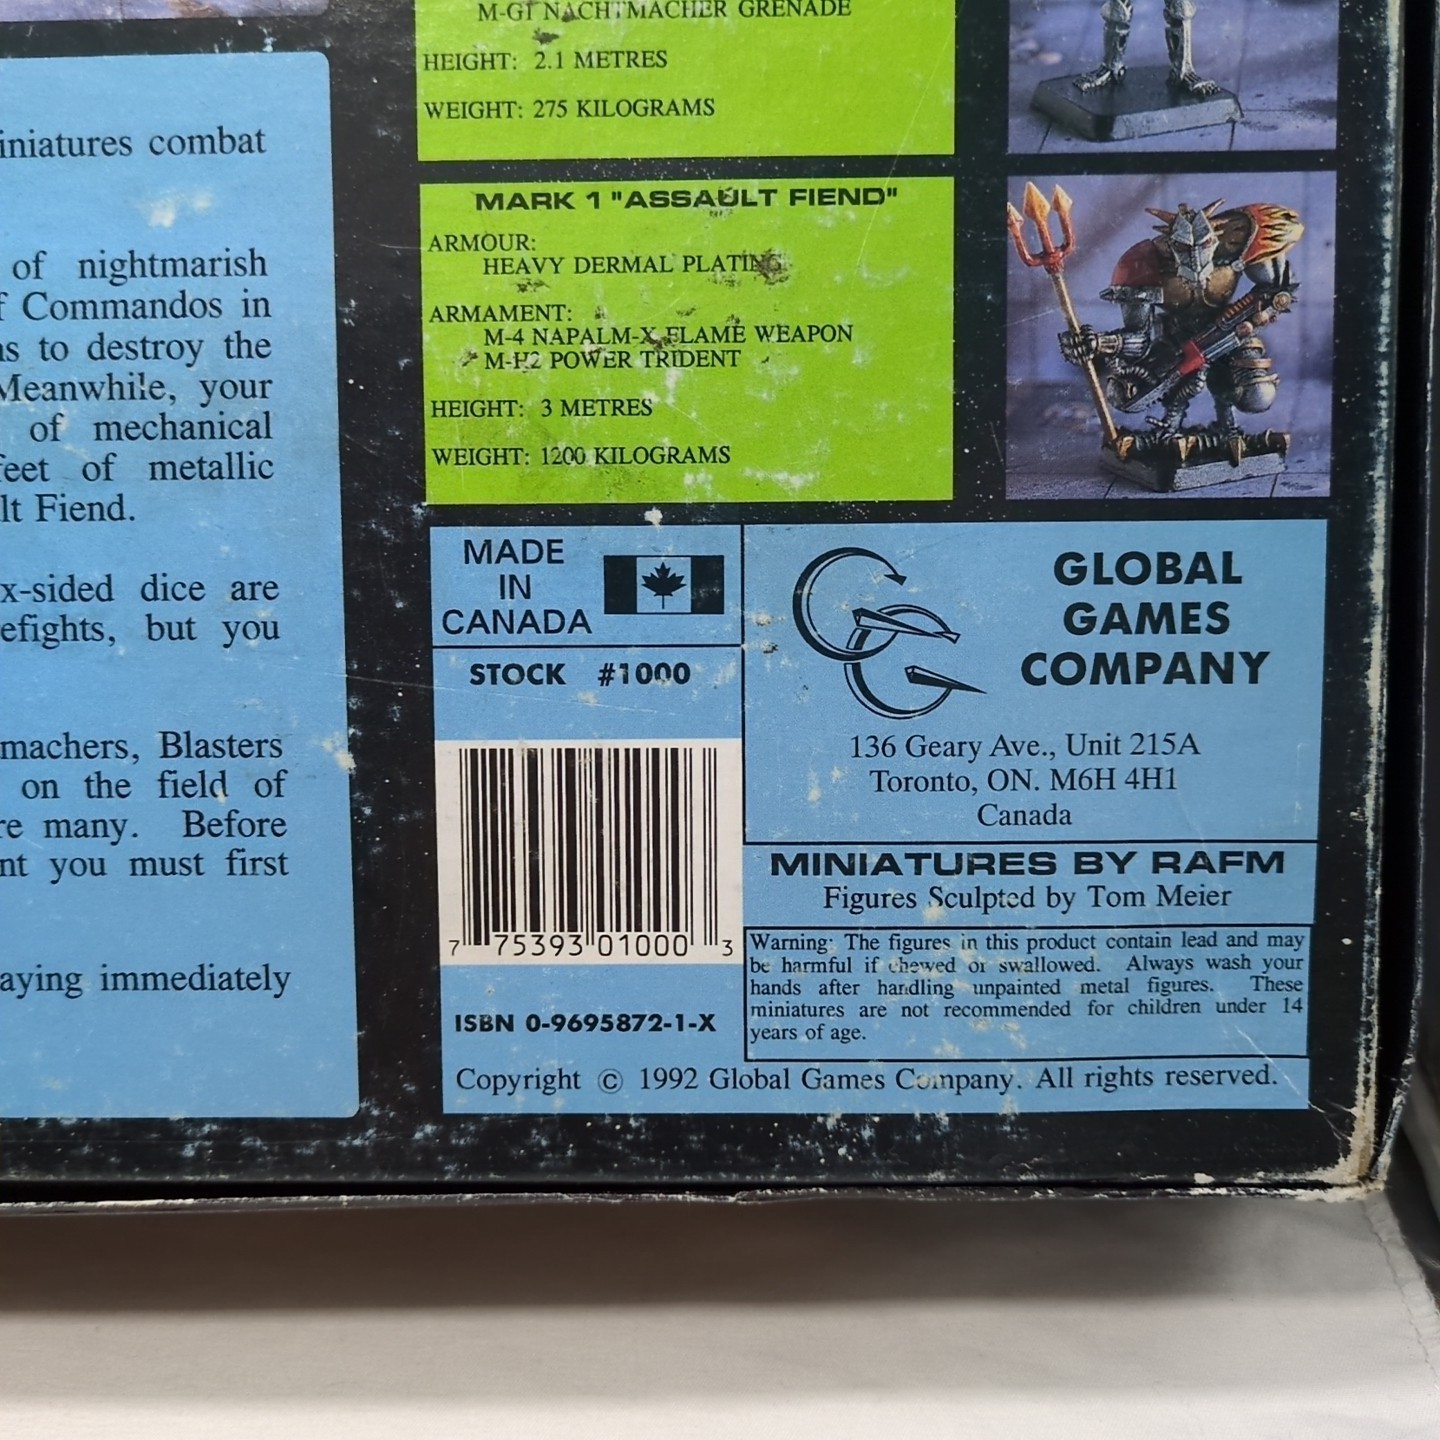 iniatures combat
of nightmarish
f Commandos in
as to destroy the
Meanwhile, your
of mechanical
feet of metallic
lt Fiend.
x-sided dice are
efights, but you
machers, Blasters
on the field of
re many. Before
nt you must first
aying immediately
M-G1 NACHTMACHER GRENADE
HEIGHT: 2.1 METRES
WEIGHT: 275 KILOGRAMS
MARK 1 "ASSAULT FIEND"
ARMOUR:
HEAVY DERMAL PLATING
ARMAMENT:
M-4 NAPALM-X FLAME WEAPON
M-H2 POWER TRIDENT
HEIGHT: 3 METRES
WEIGHT: 1200 KILOGRAMS
MADE
IN
CANADA
STOCK #1000
7 75393 01000 3
ISBN 0-9695872-1-X
GLOBAL
GAMES
COMPANY
136 Geary Ave., Unit 215A
Toronto, ON. M6H 4H1
Canada
MINIATURES BY RAFM
Figures Sculpted by Tom Meier
Warning: The figures in this product contain lead and may
be harmful if chewed or swallowed. Always wash your
hands after handling unpainted metal figures. These
miniatures are not recommended for children under 14
years of age.
Copyright © 1992 Global Games Company. All rights reserved.